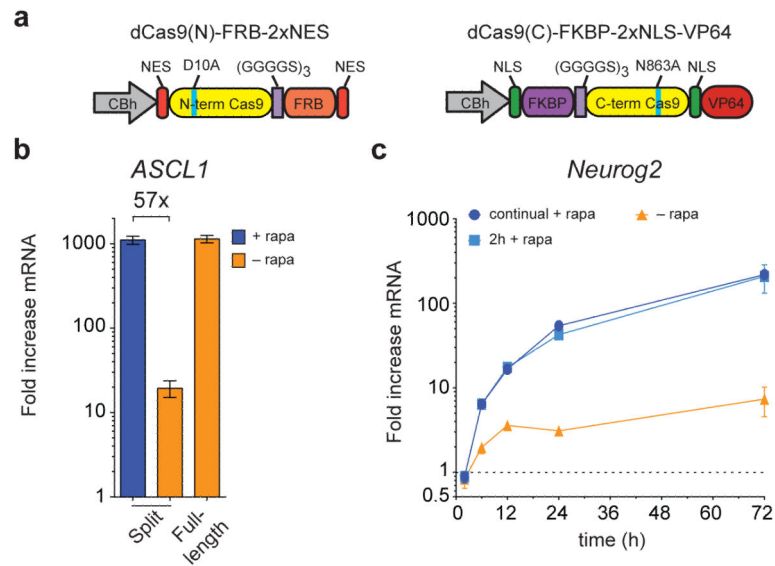 a
dCas9(N)-FRB-2xNES
dCas9(C)-FKBP-2xNLS-VP64
NES D10A (GGGGS)3 NES
CBh N-term Cas9 FRB
NLS (GGGGS)3 N863A NLS
CBh FKBP C-term Cas9 VP64
b
ASCL1
57x
+ rapa
– rapa
Fold increase mRNA
1000
100
10
1
Split
Full-
length
c
Neurog2
continual + rapa
– rapa
2h + rapa
Fold increase mRNA
1000
100
10
1
0.5
0 12 24 36 48 60 72
time (h)